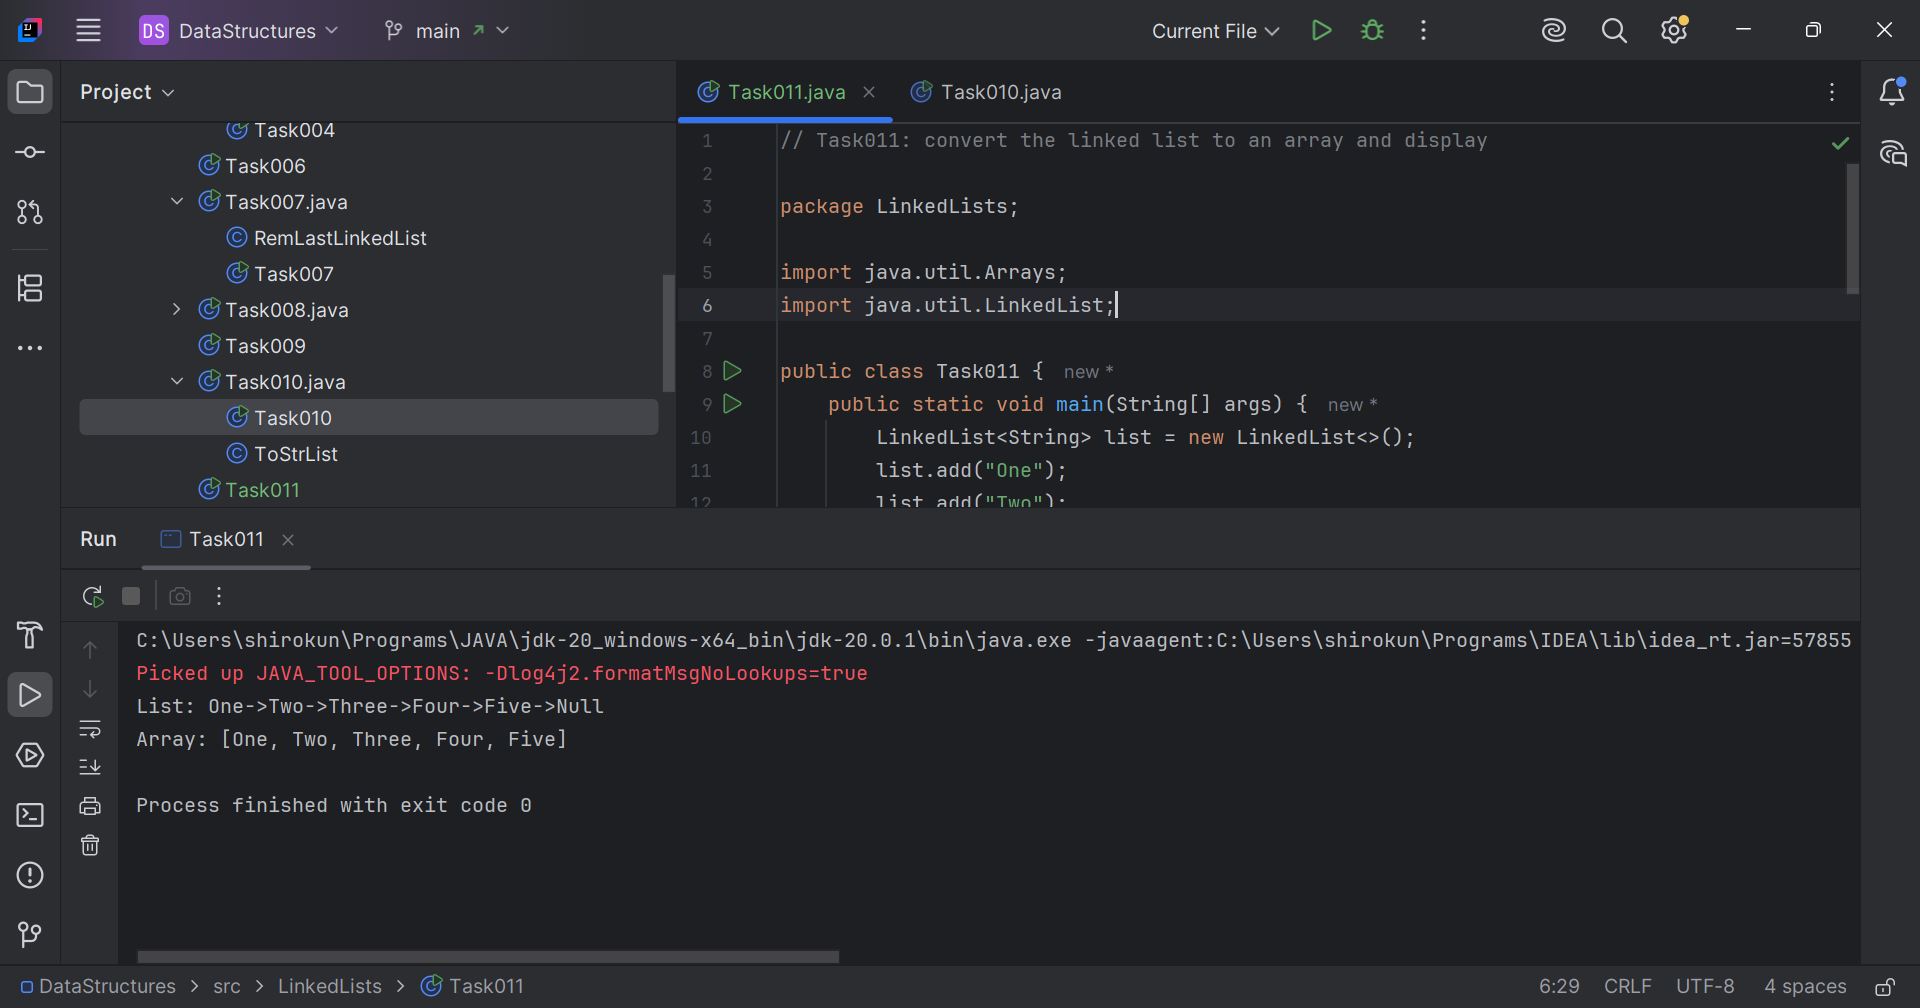 DS DataStructures main Current File
Project
Task004
Task006
Task007.java
RemLastLinkedList
Task007
Task008.java
Task009
Task010.java
Task010
ToStrList
Task011
Task011.java Task010.java
1 // Task011: convert the linked list to an array and display
2
3 package LinkedLists;
4
5 import java.util.Arrays;
6 import java.util.LinkedList;
7
8 public class Task011 { new *
9 public static void main(String[] args) { new *
10 LinkedList<String> list = new LinkedList<>();
11 list.add("One");
12 list.add("Two");
Run Task011
C:\Users\shirokun\Programs\JAVA\jdk-20_windows-x64_bin\jdk-20.0.1\bin\java.exe -javaagent:C:\Users\shirokun\Programs\IDEA\lib\idea_rt.jar=57855
Picked up JAVA_TOOL_OPTIONS: -Dlog4j2.formatMsgNoLookups=true
List: One->Two->Three->Four->Five->Null
Array: [One, Two, Three, Four, Five]
Process finished with exit code 0
DataStructures > src > LinkedLists > Task011 6:29 CRLF UTF-8 4 spaces